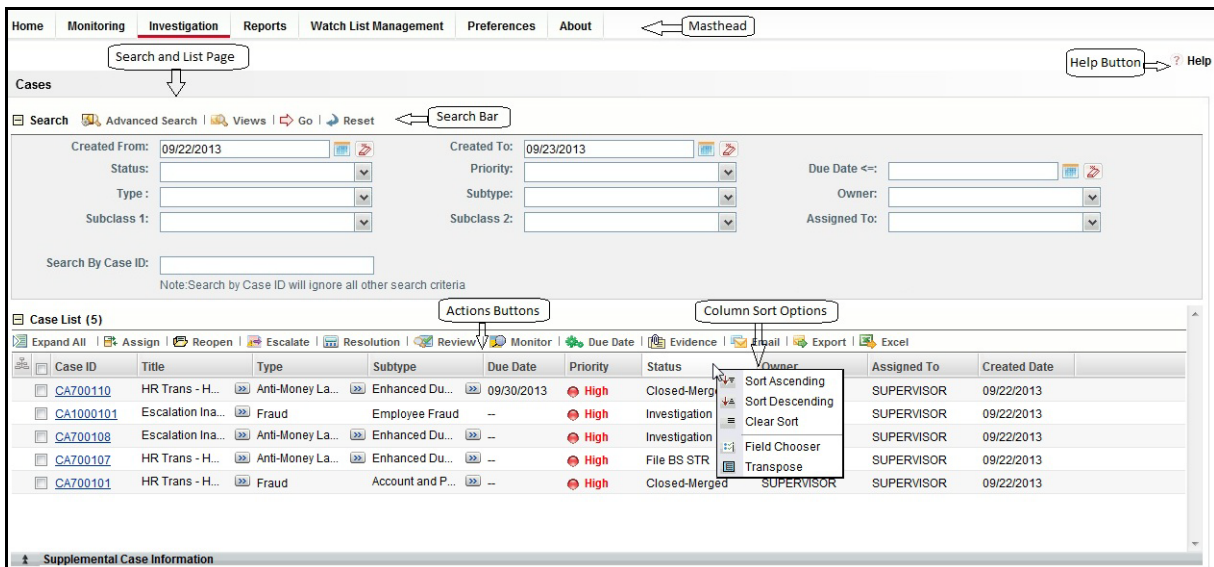 Home Monitoring Investigation Reports Watch List Management Preferences About Masthead
Search and List Page
Help Button ? Help
Cases
Search Advanced Search | Views | Go | Reset Search Bar
Created From: 09/22/2013 Created To: 09/23/2013
Status: Priority: Due Date <=:
Type : Subtype: Owner:
Subclass 1: Subclass 2: Assigned To:
Search By Case ID:
Note:Search by Case ID will ignore all other search criteria
Actions Buttons Column Sort Options
Case List (5)
Expand All | Assign | Reopen | Escalate | Resolution | Review | Monitor | Due Date | Evidence | Email | Export | Excel
Case ID Title Type Subtype Due Date Priority Status Owner Assigned To Created Date
CA700110 HR Trans - H... Anti-Money La... Enhanced Du... 09/30/2013 High Closed-Merg Sort Ascending SUPERVISOR 09/22/2013
CA1000101 Escalation Ina... Fraud Employee Fraud -- High Investigation Sort Descending Clear Sort SUPERVISOR 09/22/2013
CA700108 Escalation Ina... Anti-Money La... Enhanced Du... -- High Investigation Field Chooser SUPERVISOR 09/22/2013
CA700107 HR Trans - H... Anti-Money La... Enhanced Du... -- High File BS STR Transpose SUPERVISOR 09/22/2013
CA700101 HR Trans - H... Fraud Account and P... -- High Closed-Merged SUPERVISOR SUPERVISOR 09/22/2013
Supplemental Case Information